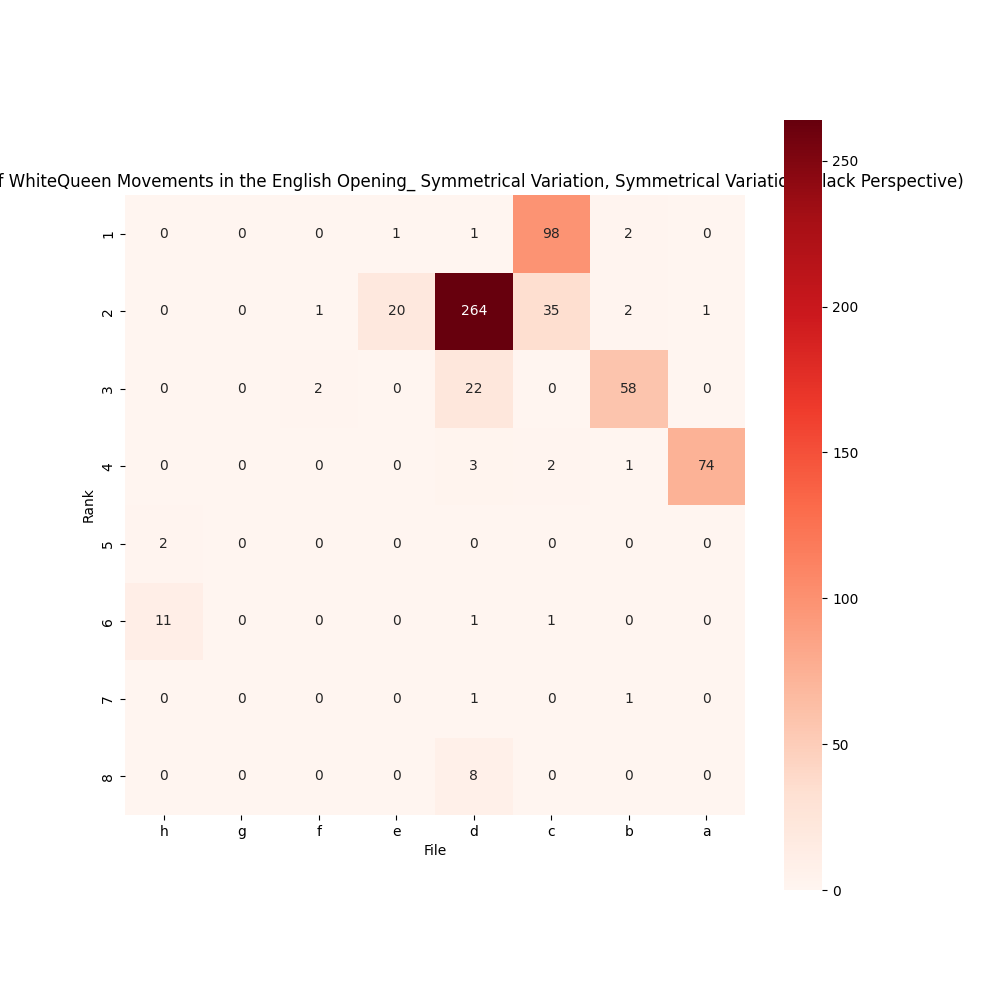 f WhiteQueen Movements in the English Opening_ Symmetrical Variation, Symmetrical Variatio lack Perspective)
1 0 0 0 1 1 98 2 0
2 0 0 1 20 264 35 2 1
3 0 0 2 0 22 0 58 0
4 0 0 0 0 3 2 1 74
Rank
5 2 0 0 0 0 0 0 0
6 11 0 0 0 1 1 0 0
7 0 0 0 0 1 0 1 0
8 0 0 0 0 8 0 0 0
h g f e d c b a
File
250
200
150
100
50
0